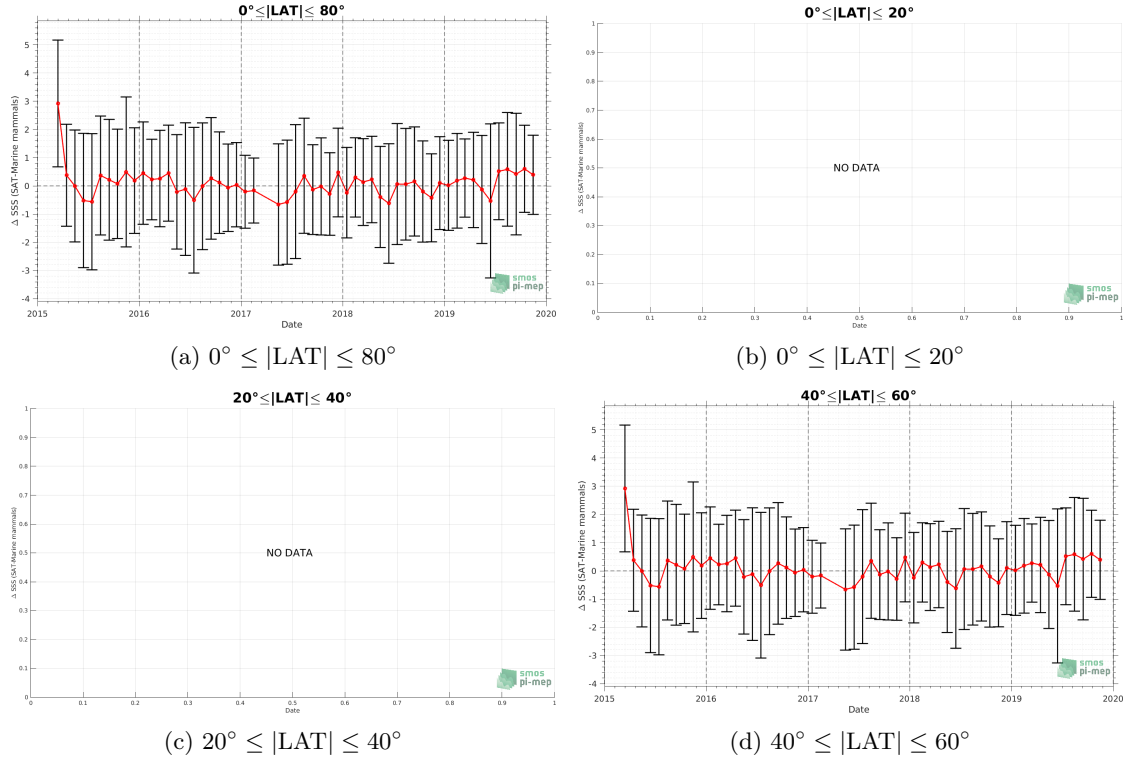 0°≤|LAT|≤ 80°
Δ SSS (SAT-Marine mammals)
5
4
3
2
1
0
-1
-2
-3
-4
2015 2016 2017 2018 2019 2020
Date
smos
pi-mep
(a) 0° ≤ |LAT| ≤ 80°
0°≤|LAT|≤ 20°
Δ SSS (SAT-Marine mammals)
1
0.9
0.8
0.7
0.6
0.5
0.4
0.3
0.2
0.1
0
NO DATA
0 0.1 0.2 0.3 0.4 0.5 0.6 0.7 0.8 0.9 1
Date
smos
pi-mep
(b) 0° ≤ |LAT| ≤ 20°
20°≤|LAT|≤ 40°
Δ SSS (SAT-Marine mammals)
1
0.9
0.8
0.7
0.6
0.5
0.4
0.3
0.2
0.1
0
NO DATA
0 0.1 0.2 0.3 0.4 0.5 0.6 0.7 0.8 0.9 1
Date
smos
pi-mep
(c) 20° ≤ |LAT| ≤ 40°
40°≤|LAT|≤ 60°
Δ SSS (SAT-Marine mammals)
5
4
3
2
1
0
-1
-2
-3
-4
2015 2016 2017 2018 2019 2020
Date
smos
pi-mep
(d) 40° ≤ |LAT| ≤ 60°